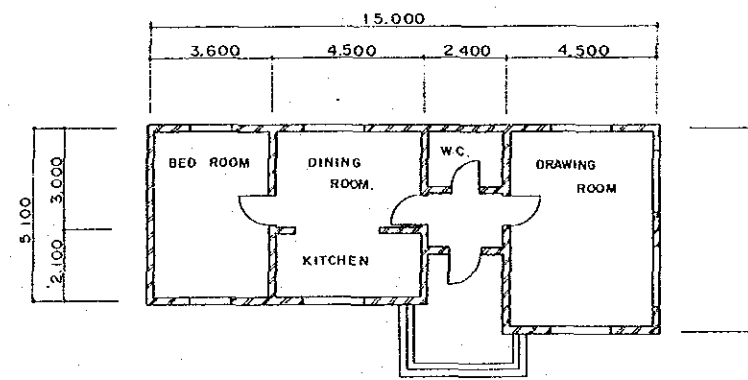 15.000
3.600 4.500 2.400 4.500
BED ROOM
DINING
ROOM.
W.C.
DRAWING
ROOM
KITCHEN
5.100
3.000
2.100